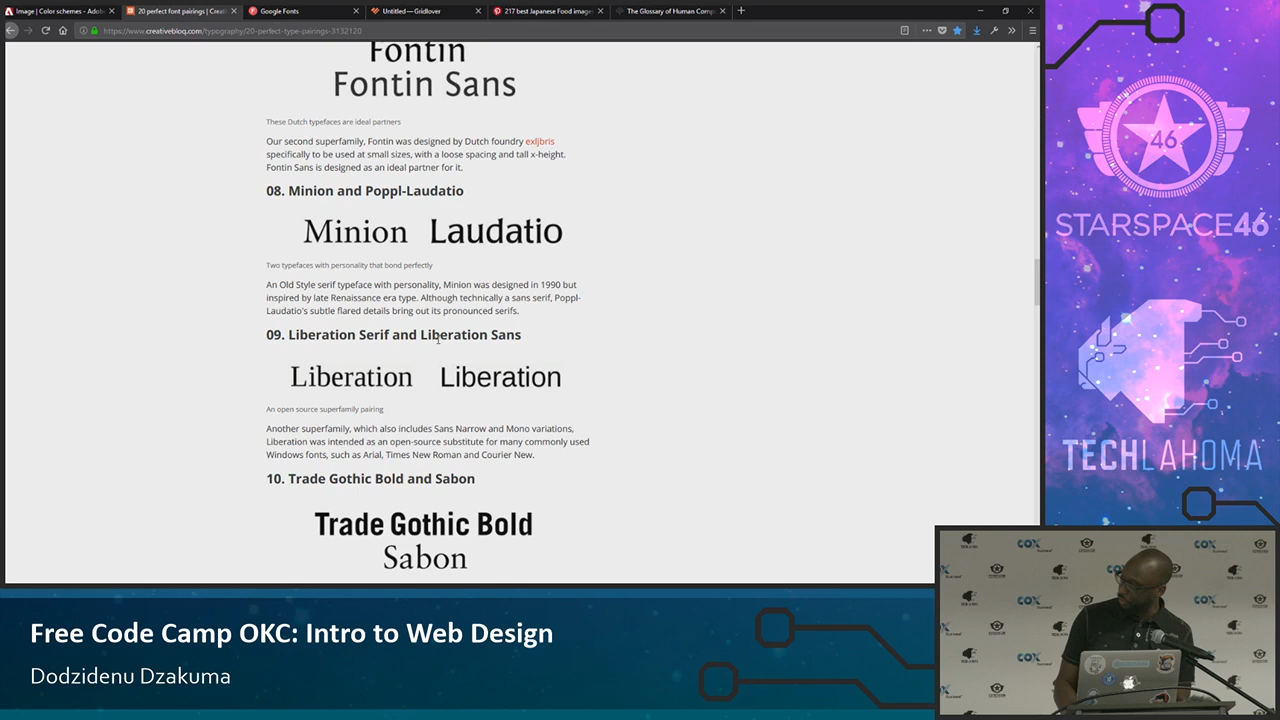 Image | Color schemes - Adob
20 perfect font pairings | Creati
Google Fonts
Untitled — Gridlover
217 best Japanese Food image
The Glossary of Human Comp
https://www.creativebloq.com/typography/20-perfect-type-pairings-3132120
Fontin
Fontin Sans
These Dutch typefaces are ideal partners
Our second superfamily, Fontin was designed by Dutch foundry exljbris
specifically to be used at small sizes, with a loose spacing and tall x-height.
Fontin Sans is designed as an ideal partner for it.
08. Minion and Poppl-Laudatio
Minion Laudatio
Two typefaces with personality that bond perfectly
An Old Style serif typeface with personality, Minion was designed in 1990 but
inspired by late Renaissance era type. Although technically a sans serif, Poppl-
Laudatio's subtle flared details bring out its pronounced serifs.
09. Liberation Serif and Liberation Sans
Liberation Liberation
An open source superfamily pairing
Another superfamily, which also includes Sans Narrow and Mono variations,
Liberation was intended as an open-source substitute for many commonly used
Windows fonts, such as Arial, Times New Roman and Courier New.
10. Trade Gothic Bold and Sabon
Trade Gothic Bold
Sabon
46
STARSPACE46
TECHLAHOMA
COX
COX
COX
COX
COX
Free Code Camp OKC: Intro to Web Design
Dodzidenu Dzakuma